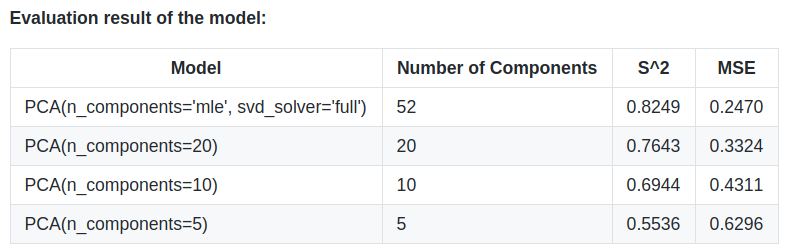 Evaluation result of the model:
Model Number of Components S^2 MSE
PCA(n_components='mle', svd_solver='full') 52 0.8249 0.2470
PCA(n_components=20) 20 0.7643 0.3324
PCA(n_components=10) 10 0.6944 0.4311
PCA(n_components=5) 5 0.5536 0.6296